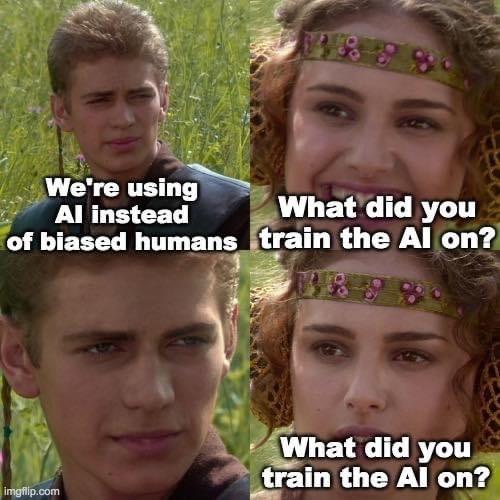 We're using
AI instead
of biased humans
What did you
train the AI on?
What did you
train the AI on?
imgflip.com